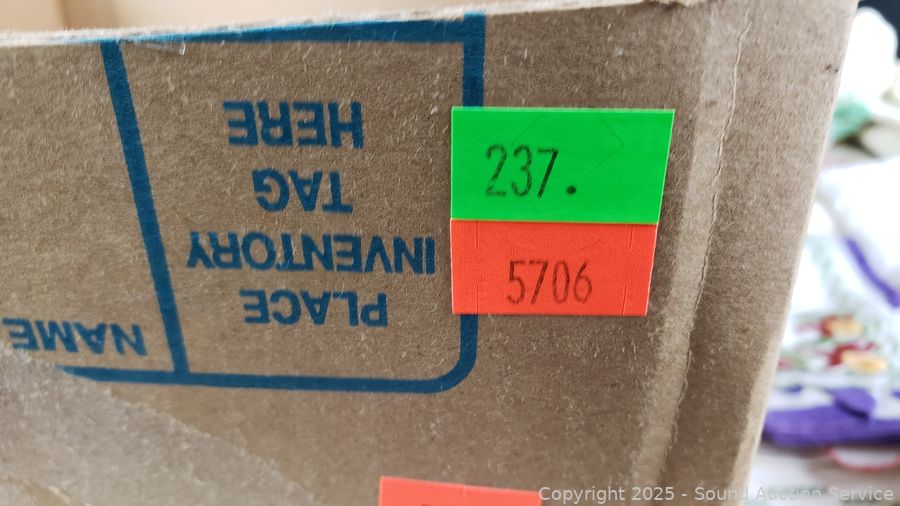 PLACE
INVENTORY
TAG
HERE
NAME
237.
5706
Copyright 2025 - Sound Auction Service